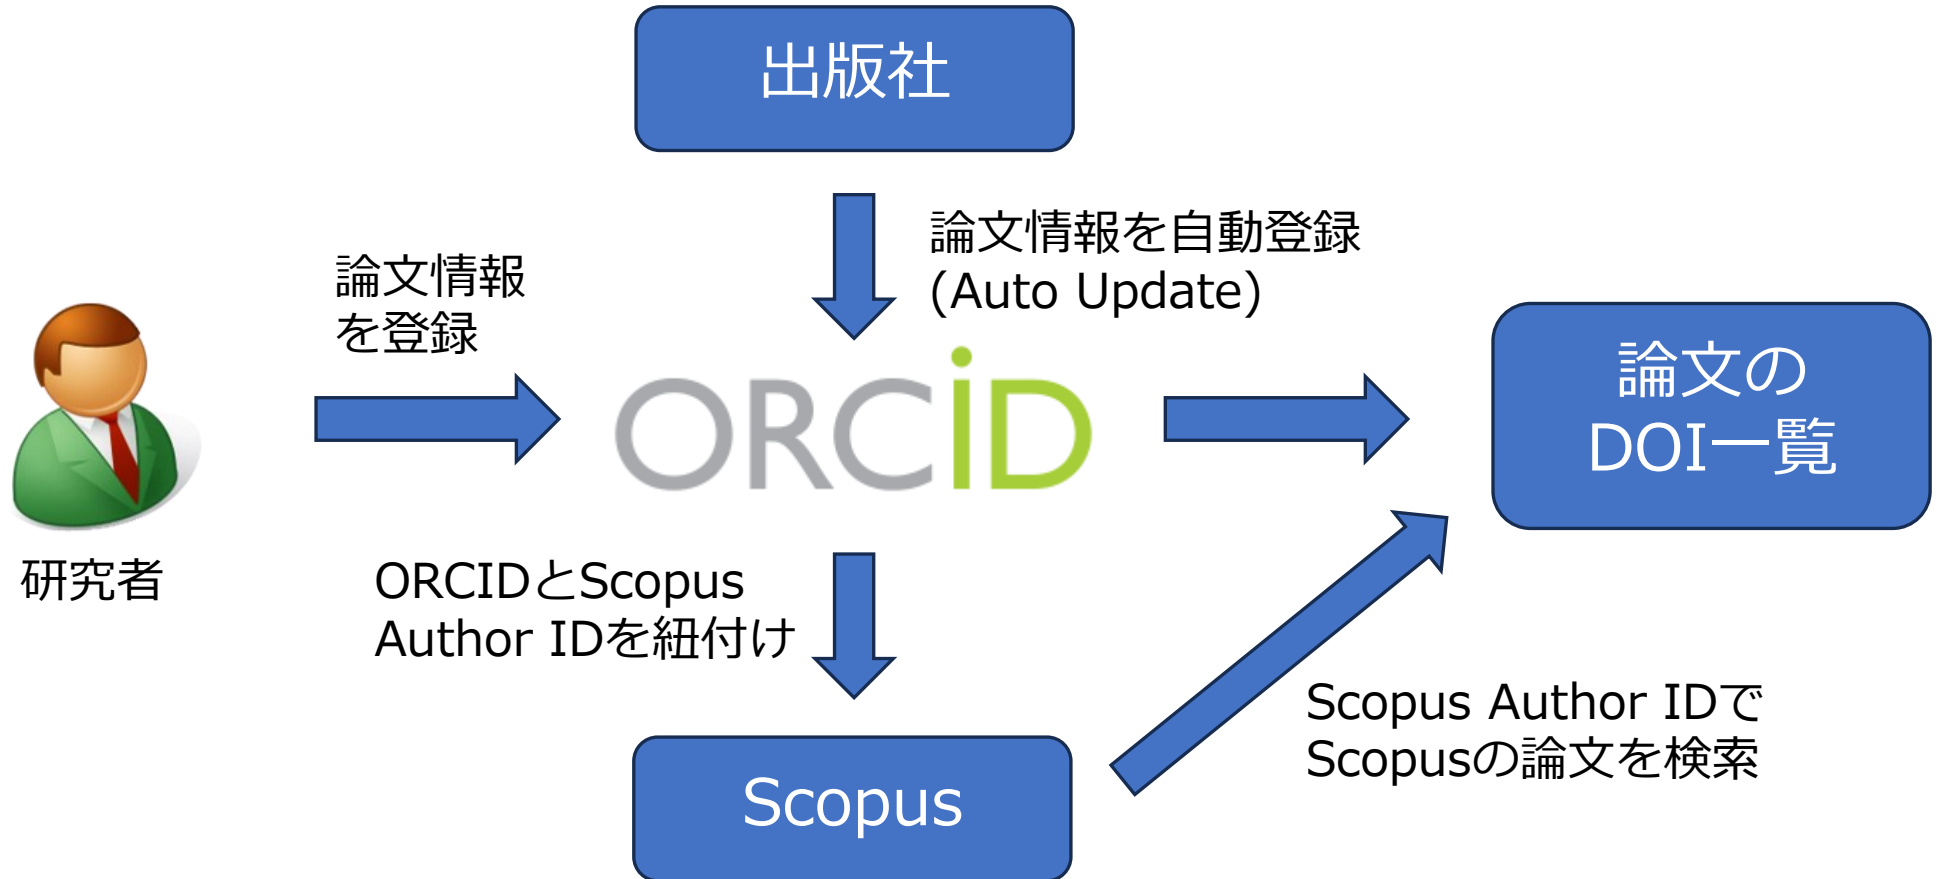 出版社
論文情報を自動登録
(Auto Update)
論文情報
を登録
ORCiD
論文の
DOI一覧
研究者
ORCIDとScopus
Author IDを紐付け
Scopus Author IDで
Scopusの論文を検索
Scopus